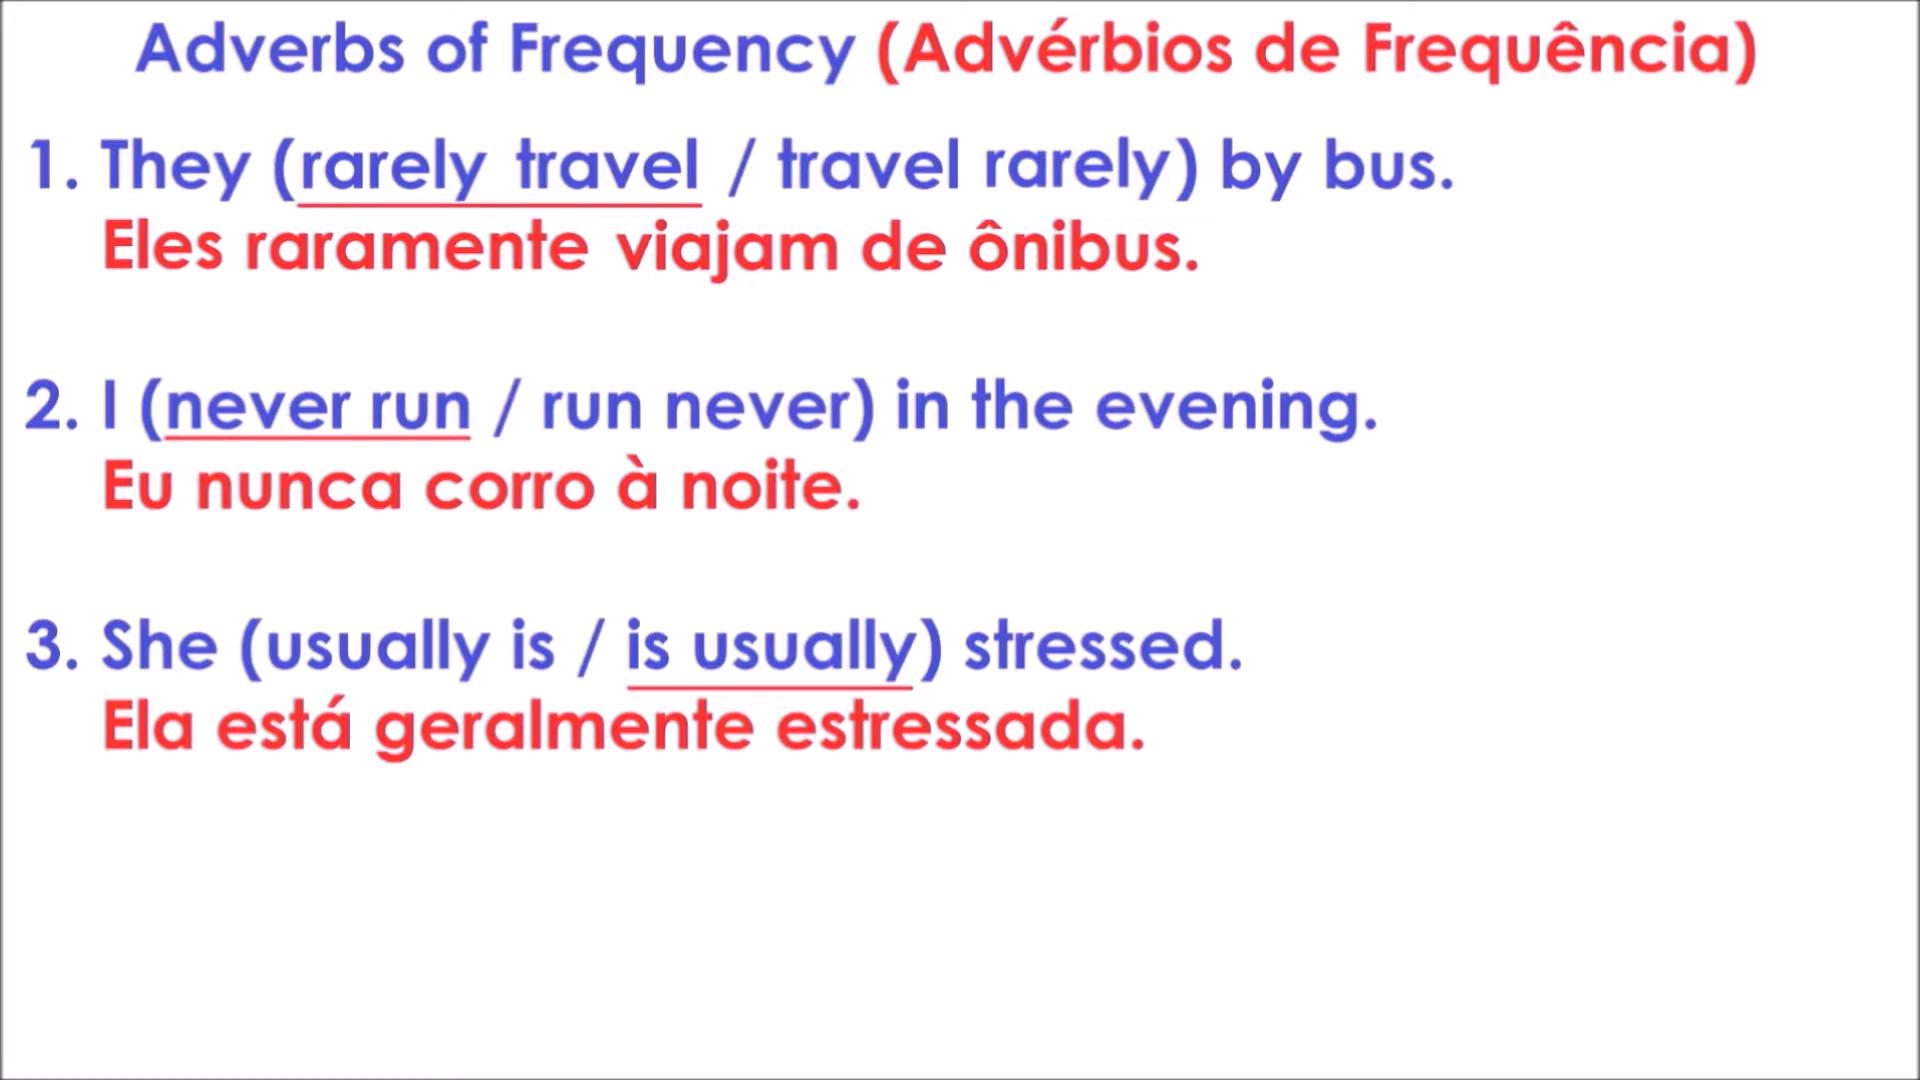 Adverbs of Frequency (Advérbios de Frequência)
1. They (rarely travel / travel rarely) by bus.
Eles raramente viajam de ônibus.
2. I (never run / run never) in the evening.
Eu nunca corro à noite.
3. She (usually is / is usually) stressed.
Ela está geralmente estressada.